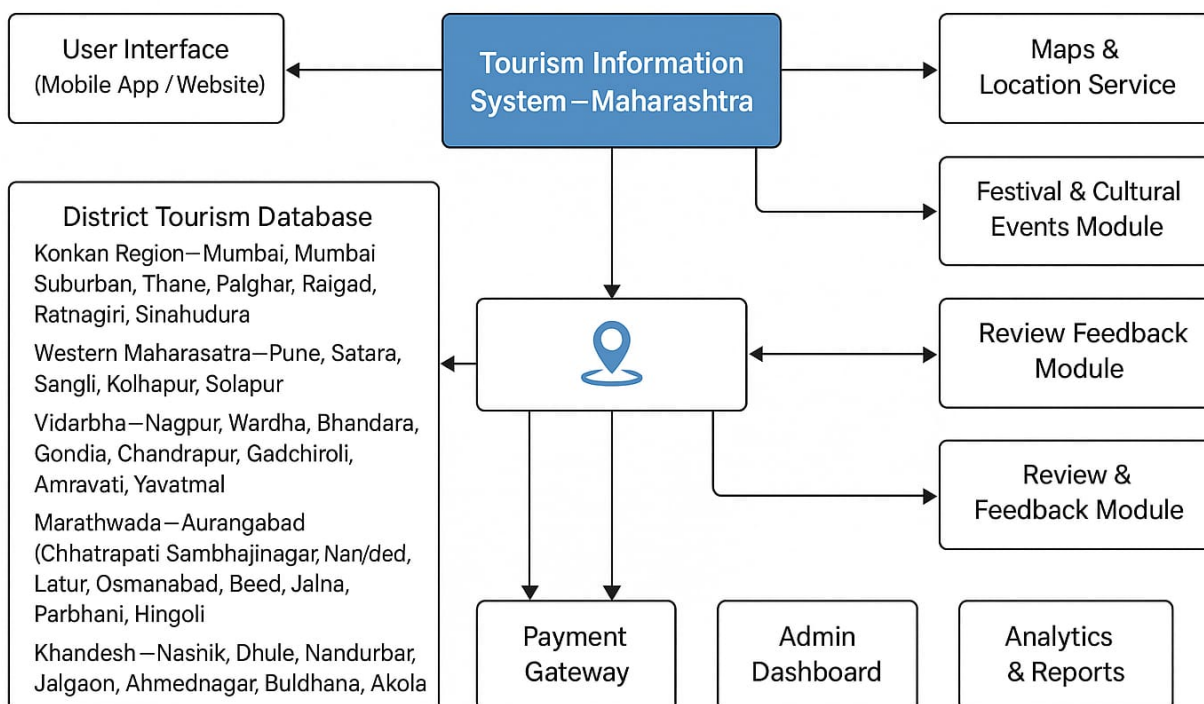 User Interface
(Mobile App / Website)
Tourism Information
System – Maharashtra
Maps &
Location Service
Festival & Cultural
Events Module
District Tourism Database
Konkan Region – Mumbai, Mumbai
Suburban, Thane, Palghar, Raigad,
Ratnagiri, Sinahudura
Western Maharasatra – Pune, Satara,
Sangli, Kolhapur, Solapur
Vidarbha – Nagpur, Wardha, Bhandara,
Gondia, Chandrapur, Gadchiroli,
Amravati, Yavatmal
Marathwada – Aurangabad
(Chhatrapati Sambhajinagar, Nan/ded,
Latur, Osmanabad, Beed, Jalna,
Parbhani, Hingoli
Khandesh – Nashik, Dhule, Nandurbar,
Jalgaon, Ahmednagar, Buldhana, Akola
Review Feedback
Module
Review &
Feedback Module
Payment
Gateway
Admin
Dashboard
Analytics
& Reports